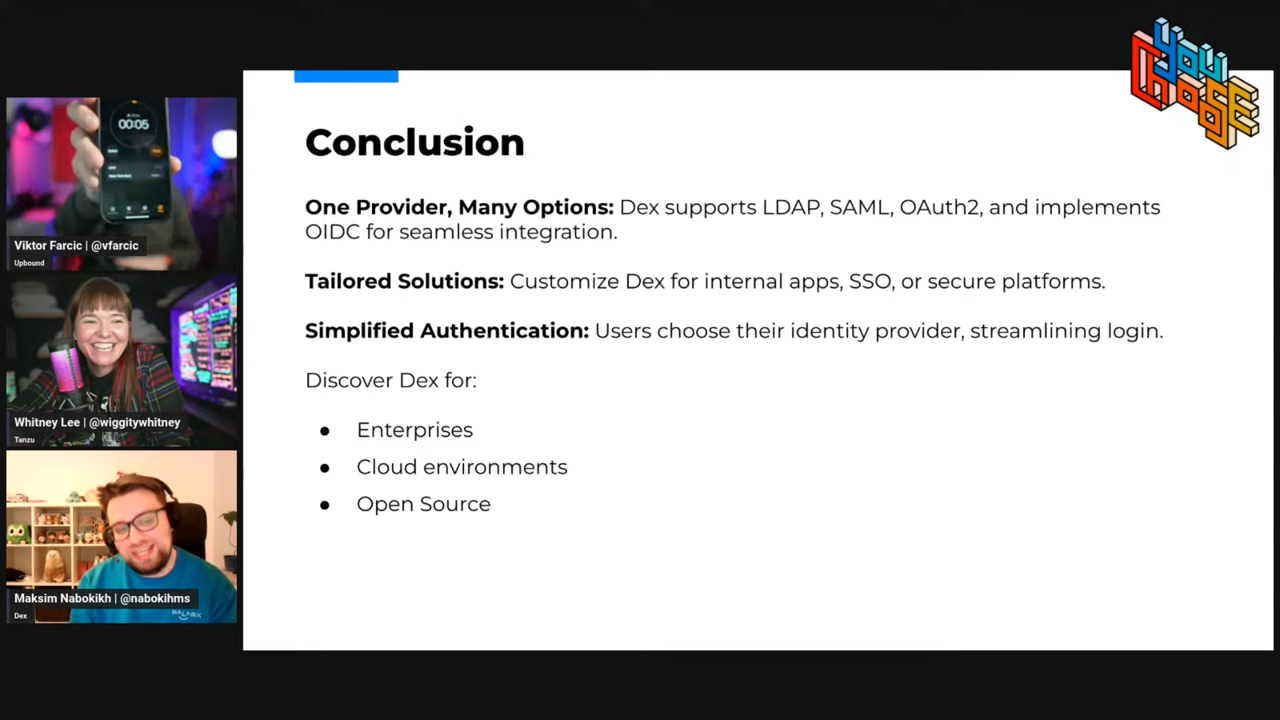 YOU
CHOOSE
00:05
Viktor Farcic | @vfarcic
Upbound
Whitney Lee | @wiggitywhitney
Tanzu
Maksim Nabokikh | @nabokihms
Dex
Conclusion
One Provider, Many Options: Dex supports LDAP, SAML, OAuth2, and implements
OIDC for seamless integration.
Tailored Solutions: Customize Dex for internal apps, SSO, or secure platforms.
Simplified Authentication: Users choose their identity provider, streamlining login.
Discover Dex for:
● Enterprises
● Cloud environments
● Open Source